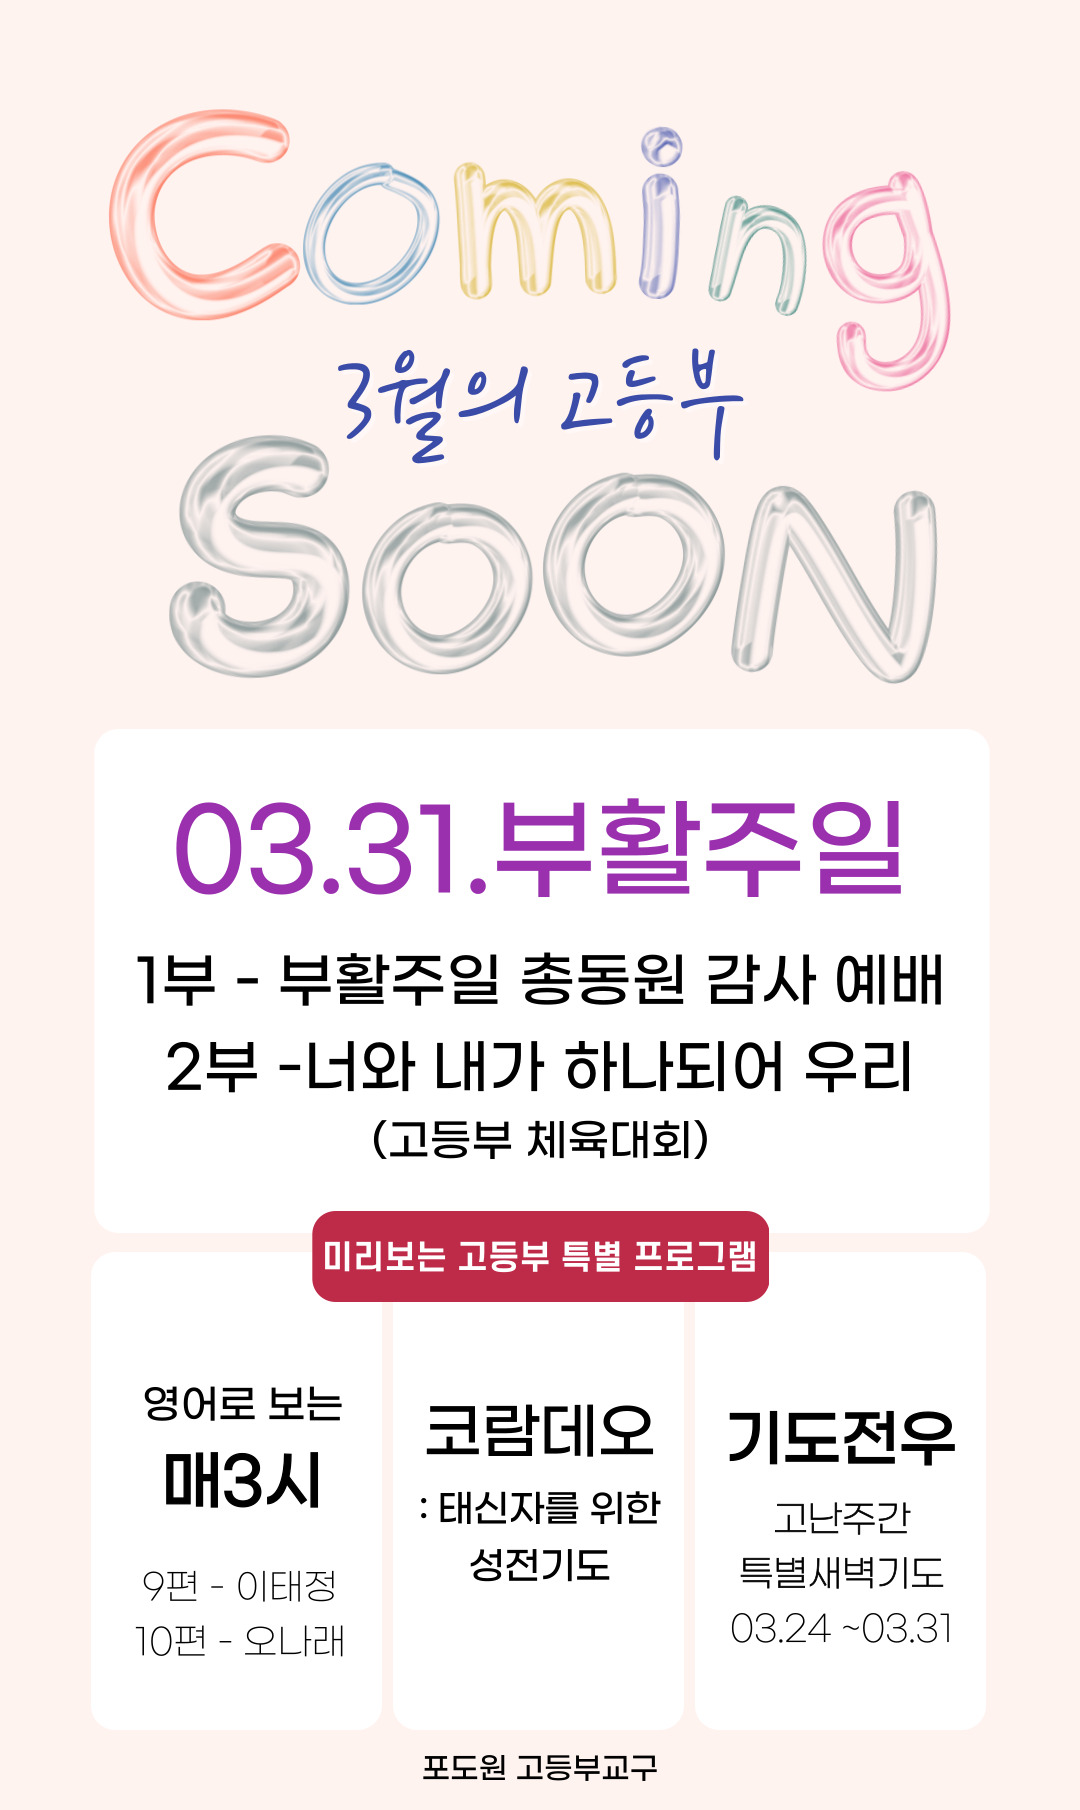 Coming
3월의 고등부
SooN
03.31.부활주일
1부 - 부활주일 총동원 감사 예배
2부 -너와 내가 하나되어 우리
(고등부 체육대회)
미리보는 고등부 특별 프로그램
영어로 보는
매3시
9편 - 이태정
10편 - 오나래
코람데오
: 태신자를 위한
성전기도
기도전우
고난주간
특별새벽기도
03.24 ~03.31
포도원 고등부교구